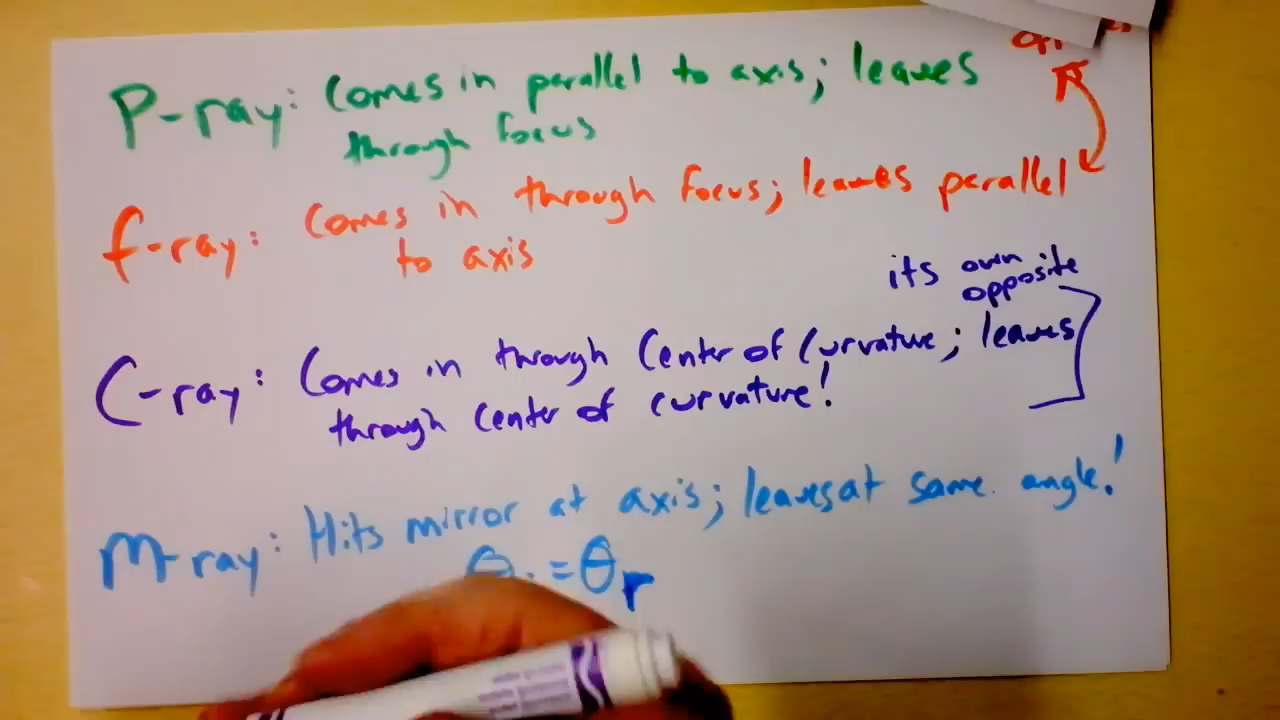 P-ray: Comes in parallel to axis; leaves
through focus
f-ray: Comes in through focus; leaves parallel
to axis
its own
opposite
C-ray: Comes in through Center of Curvature; leaves
through center of curvature!
M-ray: Hits mirror at axis; leaves at same angle!
θi = θr